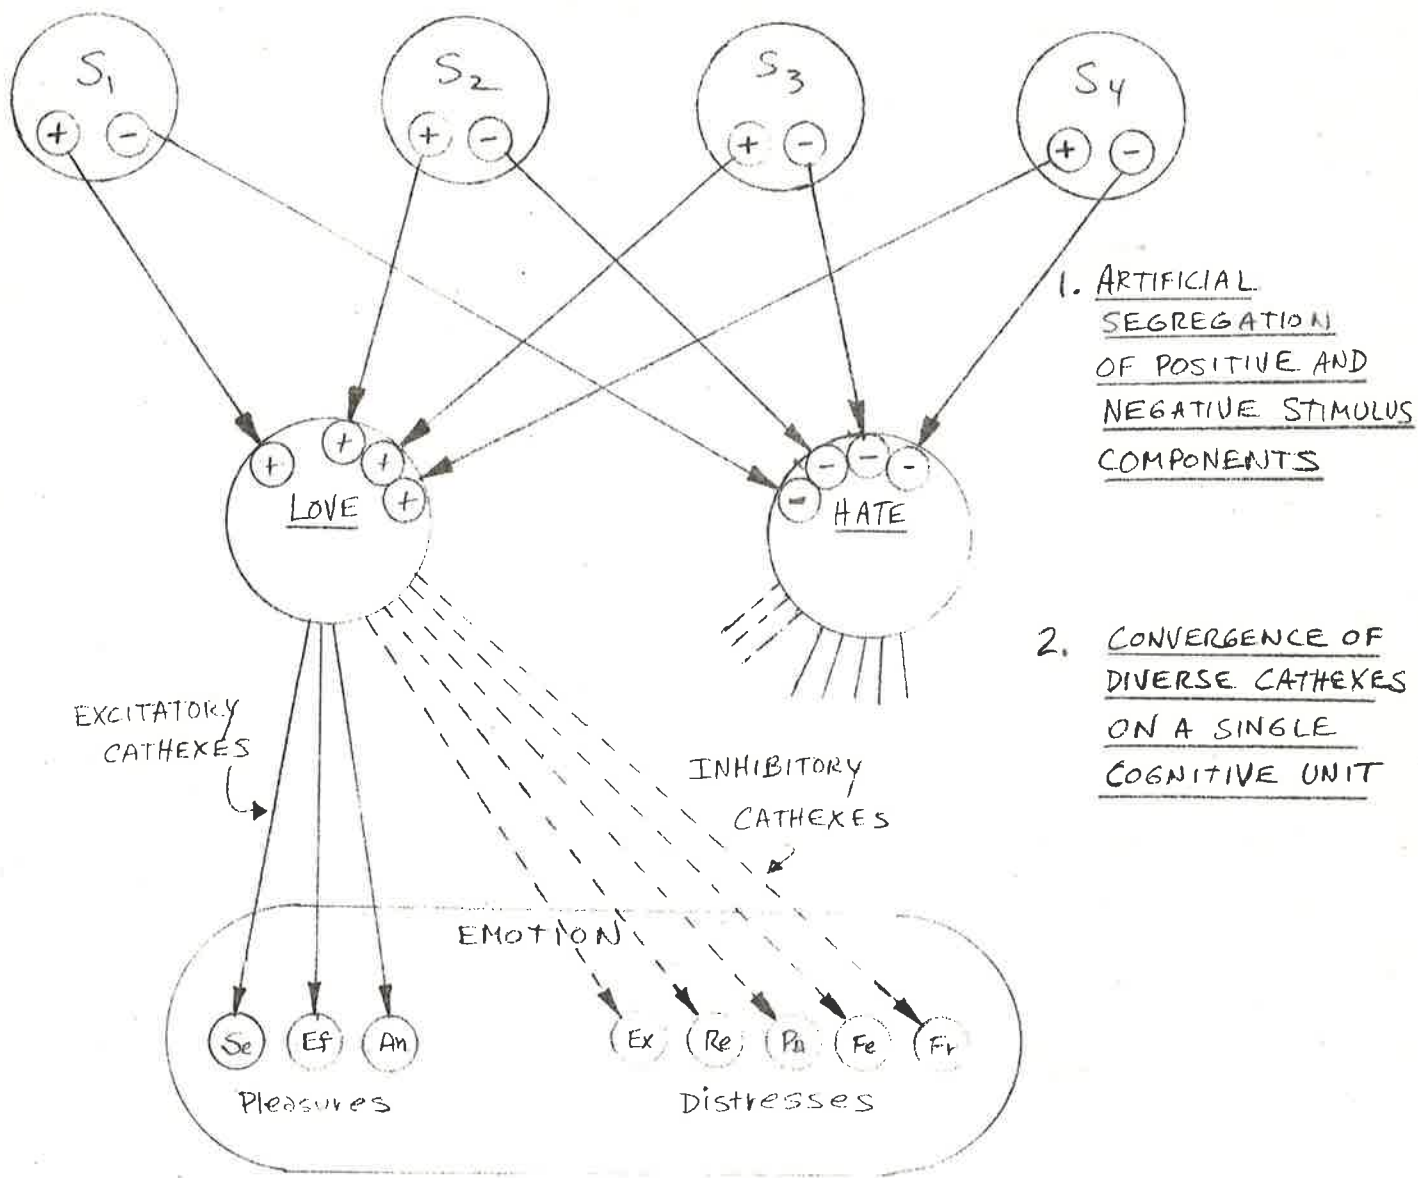 S1
S2
S3
S4
+ -
+ -
+ -
+ -
1. ARTIFICIAL
SEGREGATION
OF POSITIVE AND
NEGATIVE STIMULUS
COMPONENTS
+ + + +
LOVE
- - - -
HATE
2. CONVERGENCE OF
DIVERSE CATHEXES
ON A SINGLE
COGNITIVE UNIT
EXCITATORY
CATHEXES
INHIBITORY
CATHEXES
EMOTION
Se Ef An
Ex Re Pn Fe Fr
Pleasures
Distresses